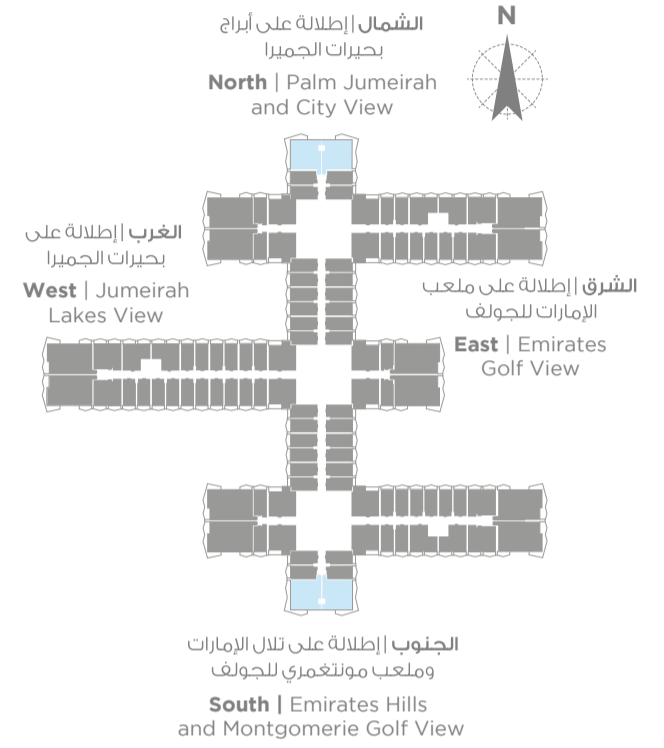 N
الشمال | إطلالة على أبراج
بحيرات الجميرا
North | Palm Jumeirah
and City View
الغرب | إطلالة على
بحيرات الجميرا
West | Jumeirah
Lakes View
الشرق | إطلالة على ملعب
الإمارات للجولف
East | Emirates
Golf View
الجنوب | إطلالة على تلال الإمارات
وملعب مونتغمري للجولف
South | Emirates Hills
and Montgomerie Golf View